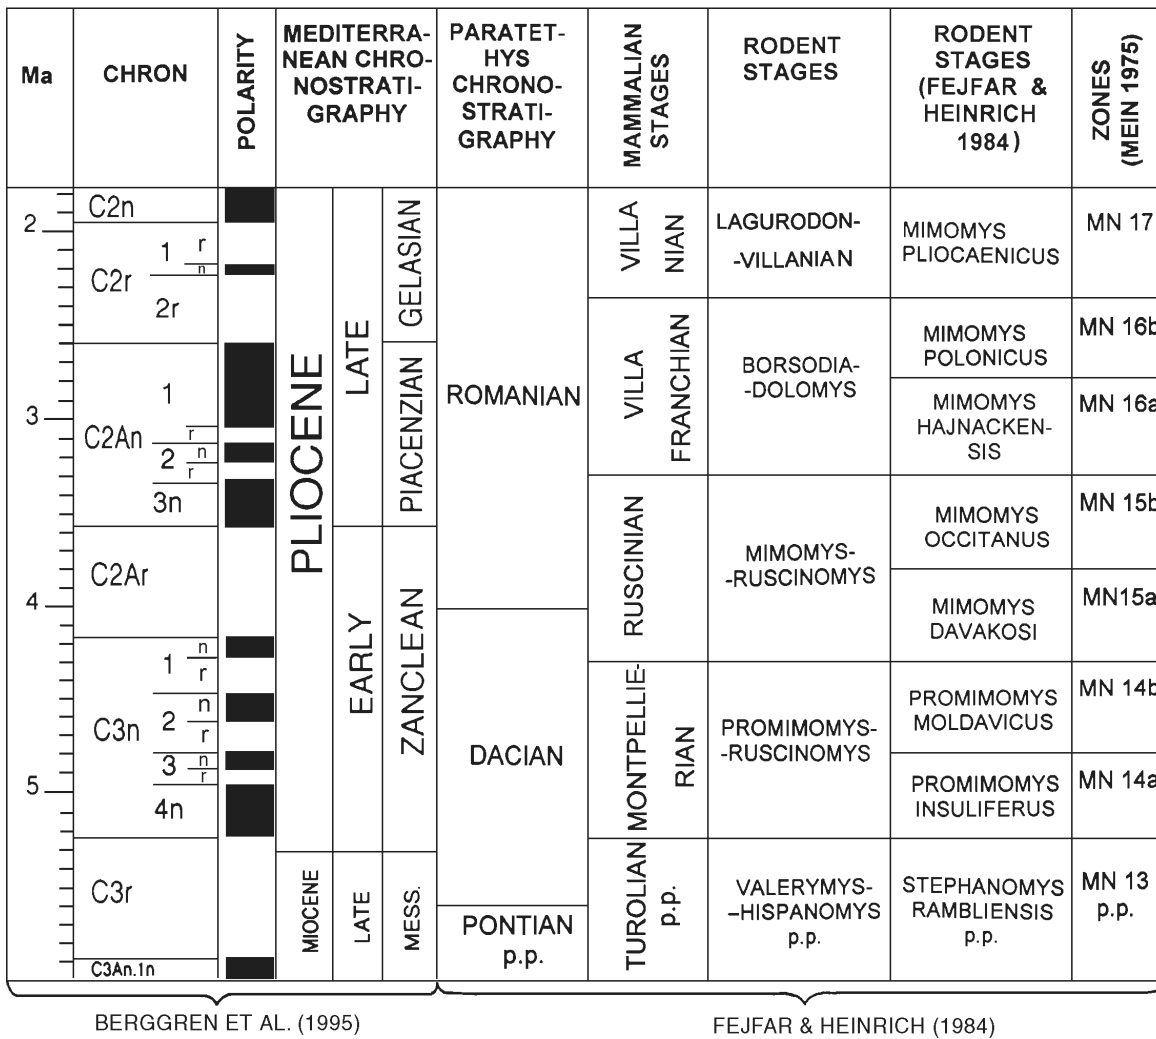 Ma
CHRON
POLARITY
MEDITERRA-
NEAN CHRO-
NOSTRATI-
GRAPHY
PARATET-
HYS
CHRONO-
STRATI-
GRAPHY
MAMMALIAN
STAGES
RODENT
STAGES
RODENT
STAGES
(FEJFAR &
HEINRICH
1984)
ZONES
(MEIN 1975)
2
3
4
5
C2n
C2r
1
r
n
2r
C2An
1
r
2
n
r
3n
C2Ar
C3n
1
n
r
2
n
r
3
n
r
4n
C3r
C3An.1n
PLIOCENE
MIOCENE
LATE
EARLY
LATE
GELASIAN
PIACENZIAN
ZANCLEAN
MESS.
ROMANIAN
DACIAN
PONTIAN
p.p.
VILLA
NIAN
VILLA
FRANCHIAN
RUSCINIAN
MONTPELLIE-
RIAN
TUROLIAN
p.p.
LAGURODON-
-VILLANIAN
BORSODIA-
-DOLOMYS
MIMOMYS-
-RUSCINOMYS
PROMIMOMYS-
-RUSCINOMYS
VALERYMYS-
-HISPANOMYS
p.p.
MIMOMYS
PLIOCAENICUS
MIMOMYS
POLONICUS
MIMOMYS
HAJNACKEN-
SIS
MIMOMYS
OCCITANUS
MIMOMYS
DAVAKOSI
PROMIMOMYS
MOLDAVICUS
PROMIMOMYS
INSULIFERUS
STEPHANOMYS
RAMBLIENSIS
p.p.
MN 17
MN 16b
MN 16a
MN 15b
MN15a
MN 14b
MN 14a
MN 13
p.p.
BERGGREN ET AL. (1995)
FEJFAR & HEINRICH (1984)